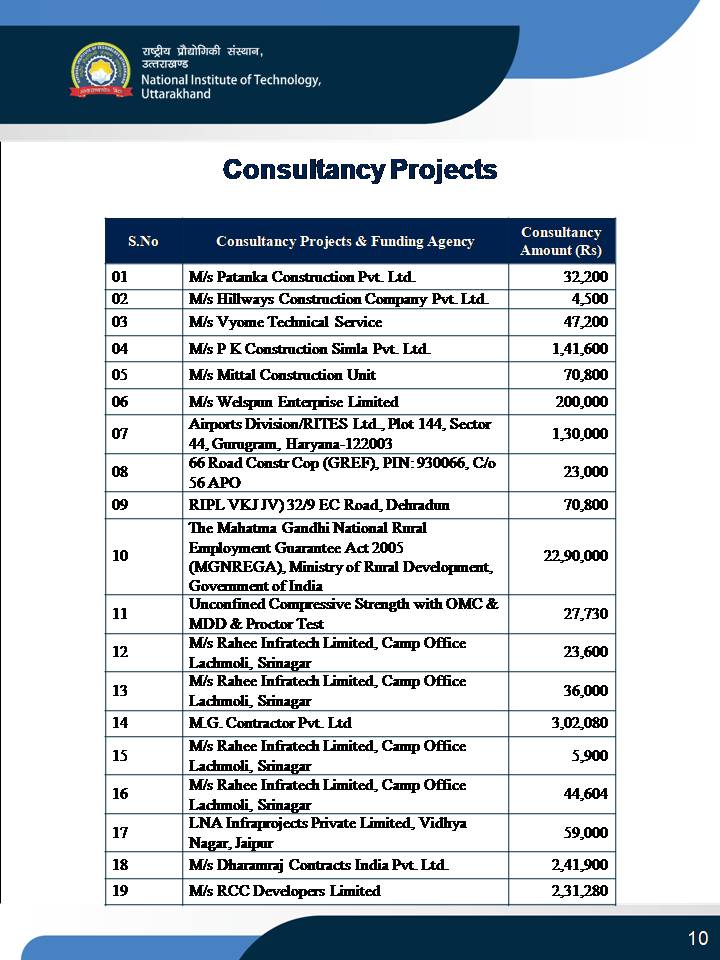 राष्ट्रीय प्रौद्योगिकी संस्थान,
उत्तराखण्ड
National Institute of Technology,
Uttarakhand
Consultancy Projects
S.No Consultancy Projects & Funding Agency Consultancy Amount (Rs)
01 M/s Patanka Construction Pvt. Ltd. 32,200
02 M/s Hillways Construction Company Pvt. Ltd. 4,500
03 M/s Vyome Technical Service 47,200
04 M/s P K Construction Simla Pvt. Ltd. 1,41,600
05 M/s Mittal Construction Unit 70,800
06 M/s Welspun Enterprise Limited 200,000
07 Airports Division/RITES Ltd., Plot 144, Sector
44, Gurugram, Haryana-122003 1,30,000
08 66 Road Constr Cop (GREF), PIN: 930066, C/o
56 APO 23,000
09 RIPL VKJ JV) 32/9 EC Road, Dehradun 70,800
10 The Mahatma Gandhi National Rural
Employment Guarantee Act 2005
(MGNREGA), Ministry of Rural Development,
Government of India 22,90,000
11 Unconfined Compressive Strength with OMC &
MDD & Proctor Test 27,730
12 M/s Rahee Infratech Limited, Camp Office
Lachmoli, Srinagar 23,600
13 M/s Rahee Infratech Limited, Camp Office
Lachmoli, Srinagar 36,000
14 M.G. Contractor Pvt. Ltd 3,02,080
15 M/s Rahee Infratech Limited, Camp Office
Lachmoli, Srinagar 5,900
16 M/s Rahee Infratech Limited, Camp Office
Lachmoli, Srinagar 44,604
17 LNA Infraprojects Private Limited, Vidhya
Nagar, Jaipur 59,000
18 M/s Dharamraj Contracts India Pvt. Ltd. 2,41,900
19 M/s RCC Developers Limited 2,31,280
10